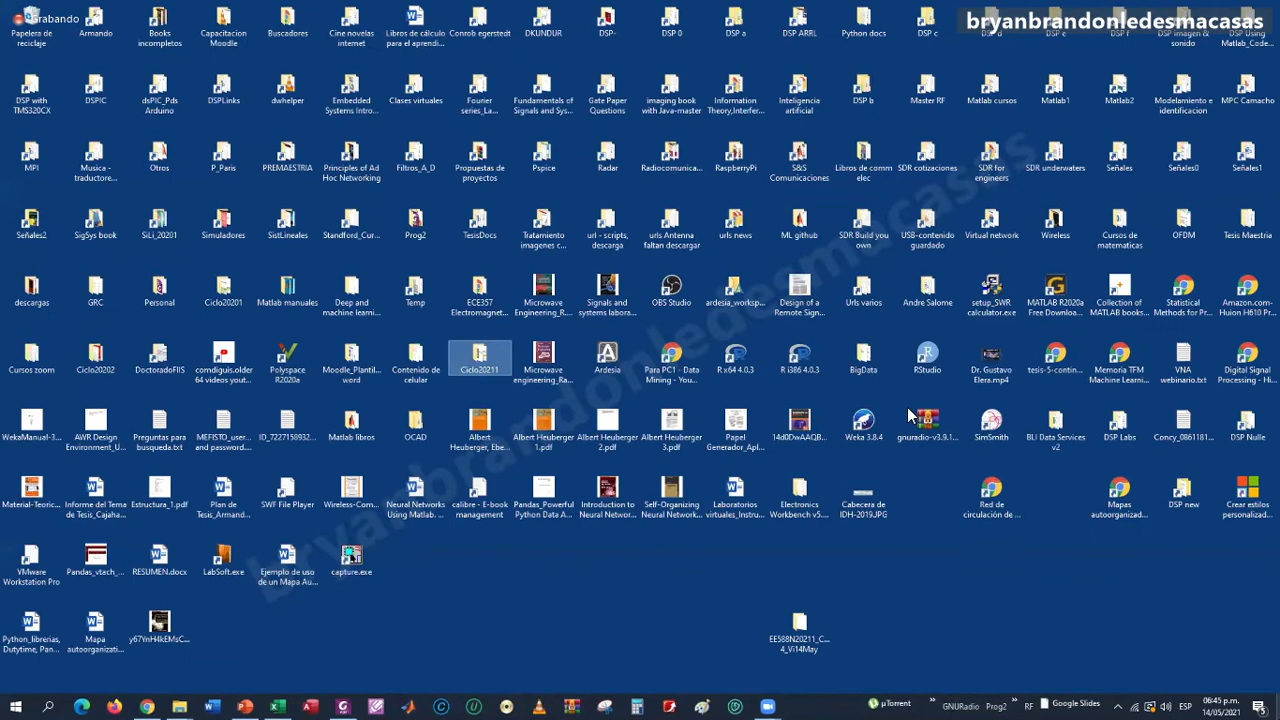 Grabando
bryanbrandonledesmacasas
Papelera de reciclaje
Armando
Books incompletos
Capacitacion Moodle
Buscadores
Cine novelas internet
Libros de cálculo para el aprendi...
Conrob egerstedt
DKUNDUR
DSP-
DSP 0
DSP a
DSP ARRL
Python docs
DSP c
DSP e
DSP f
DSP Imagen & sonido
DSP Using Matlab_Code...
DSP with TMS320CX
DSPIC
dsPIC_Pds Arduino
DSPLinks
dwhelper
Embedded Systems Intro...
Clases virtuales
Fourier series_La...
Fundamentals of Signals and Sys...
Gate Paper Questions
imaging book with Java-master
Information Theory,Interfer...
Inteligencia artificial
DSP b
Master RF
Matlab cursos
Matlab1
Matlab2
Modelamiento e identificacion
MPC Camacho
MPI
Musica - traductore...
Otros
P_Paris
PREMAESTRIA
Principles of Ad Hoc Networking
Filtros_A_D
Propuestas de proyectos
Pspice
Radar
Radiocomunica...
RaspberryPi
S&S Comunicaciones
Libros de comm elec
SDR cotizaciones
SDR for engineers
SDR underwaters
Señales
Señales0
Señales1
Señales2
SigSys book
SiLi_20201
Simuladores
SistLineales
Standford_Cur...
Prog2
TesisDocs
Tratamiento imagenes c...
url - scripts, descarga
urls Antenna faltan descargar
urls news
ML github
SDR Build you own
USB-contenido guardado
Virtual network
Wireless
Cursos de matematicas
OFDM
Tesis Maestria
descargas
GRC
Personal
Ciclo20201
Matlab manuales
Deep and machine learni...
Temp
ECE357 Electromagnet...
Microwave Engineering_R...
Signals and systems labora...
OBS Studio
ardesia_worksp...
Design of a Remote Sign...
Urls varios
Andre Salome
setup_SWR calculator.exe
MATLAB R2020a Free Downloa...
Collection of MATLAB books...
Statistical Methods for Pr...
Amazon.com- Huion H610 Pr...
Cursos zoom
Ciclo20202
DoctoradoFIIS
comdiguis.older 64 videos yout...
Polyspace R2020a
Moodle_Plantil... word
Contenido de celular
Ciclo20211
Microwave engineering_Ra...
Ardesia
Para PC1 - Data Mining - You...
R x64 4.0.3
R i386 4.0.3
BigData
RStudio
Dr. Gustavo Elera.mp4
tesis-5-contin...
Memoria TFM Machine Learni...
VNA webinario.txt
Digital Signal Processing - Hi...
WekaManual-3...
AWR Design Environment_U...
Preguntas para busqueda.txt
MEFISTO_user... and password...
ID_7227158932...
Matlab libros
OCAD
Albert Heuberger, Ebe...
Albert Heuberger 1.pdf
Albert Heuberger 2.pdf
Albert Heuberger 3.pdf
Papel Generador_Apl...
14d0DwAAQB...
Weka 3.8.4
gnuradio-v3.9.1...
SimSmith
BLI Data Services v2
DSP Labs
Concy_0861181...
DSP Nulle
Material-Teoric...
Informe del Tema de Tesis_Cajaha...
Estructura_1.pdf
Plan de Tesis_Armand...
SWF File Player
Wireless-Com...
Neural Networks Using Matlab. ...
calibre - E-book management
Pandas_Powerful Python Data A...
Introduction to Neural Networ...
Self-Organizing Neural Network...
Laboratorios virtuales_Instru...
Electronics Workbench v5...
Cabecera de IDH-2019.JPG
Red de circulación de ...
Mapas autoorganizad...
DSP new
Crear estilos personalizad...
VMware Workstation Pro
Pandas_vtach_...
RESUMEN.docx
LabSoft.exe
Ejemplo de uso de un Mapa Au...
capture.exe
Python_librerias, Dutytime, Pan...
Mapa autoorganizati...
y67YnH4kEMsC...
EE588N20211_C... 4_Vi14May
bryanbrandonledesmacasas
µTorrent
GNURadio
Prog2
RF
Google Slides
ESP
06:45 p.m.
14/05/2021